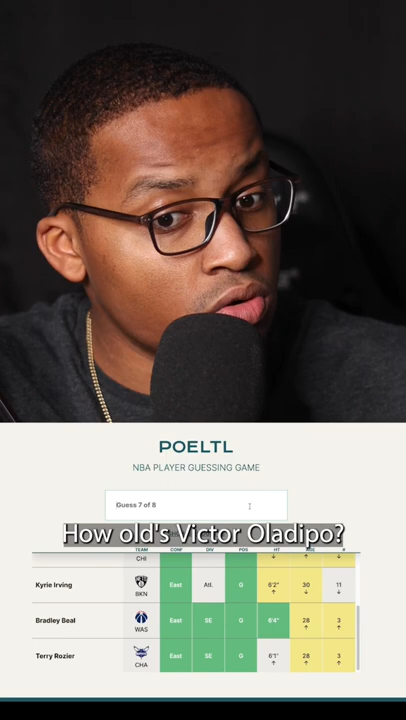 POELTL
NBA PLAYER GUESSING GAME
Guess 7 of 8
How old's Victor Oladipo?
TEAM CONF DIV POS HT AGE #
CHI ↓ ↑ ↓
Kyrie Irving BKN East Atl. G 6'2" ↑ 30 ↑ 11 ↓
Bradley Beal WAS East SE G 6'4" 28 ↑ 3 ↑
Terry Rozier CHA East SE G 6'1" ↑ 28 ↑ 3 ↑